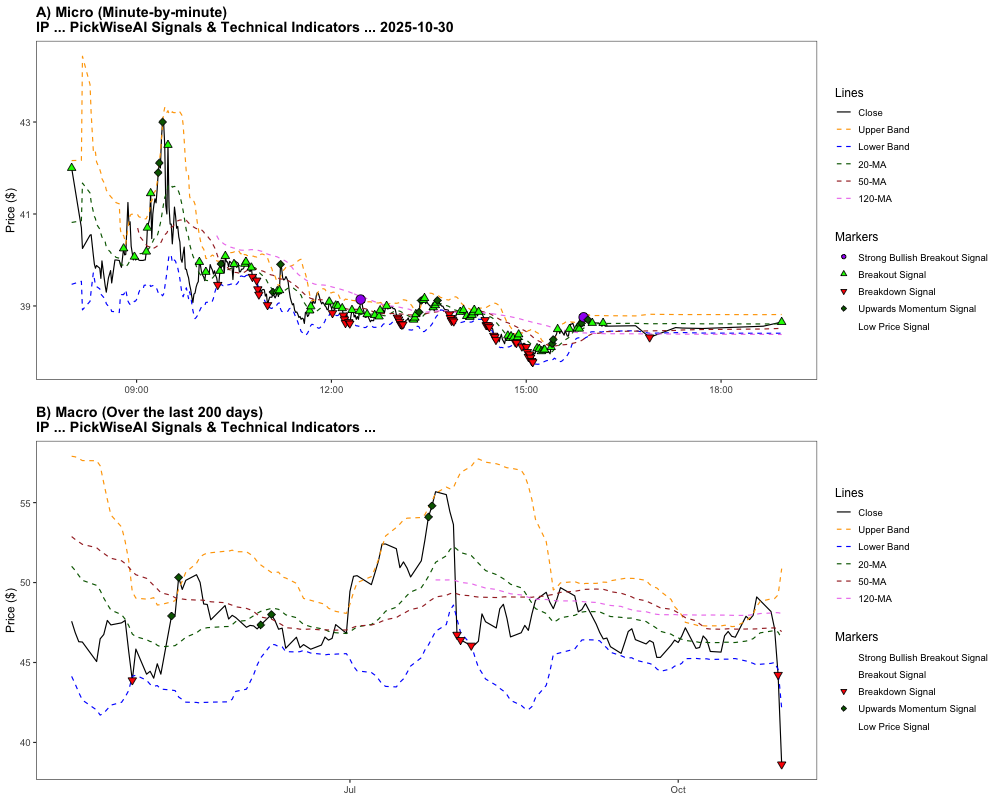 A) Micro (Minute-by-minute)
IP ... PickWiseAI Signals & Technical Indicators ... 2025-10-30
Price ($)
43
41
39
09:00
12:00
15:00
18:00
Lines
Close
Upper Band
Lower Band
20-MA
50-MA
120-MA
Markers
Strong Bullish Breakout Signal
Breakout Signal
Breakdown Signal
Upwards Momentum Signal
Low Price Signal
B) Macro (Over the last 200 days)
IP ... PickWiseAI Signals & Technical Indicators ...
Price ($)
55
50
45
40
Jul
Oct
Lines
Close
Upper Band
Lower Band
20-MA
50-MA
120-MA
Markers
Strong Bullish Breakout Signal
Breakout Signal
Breakdown Signal
Upwards Momentum Signal
Low Price Signal